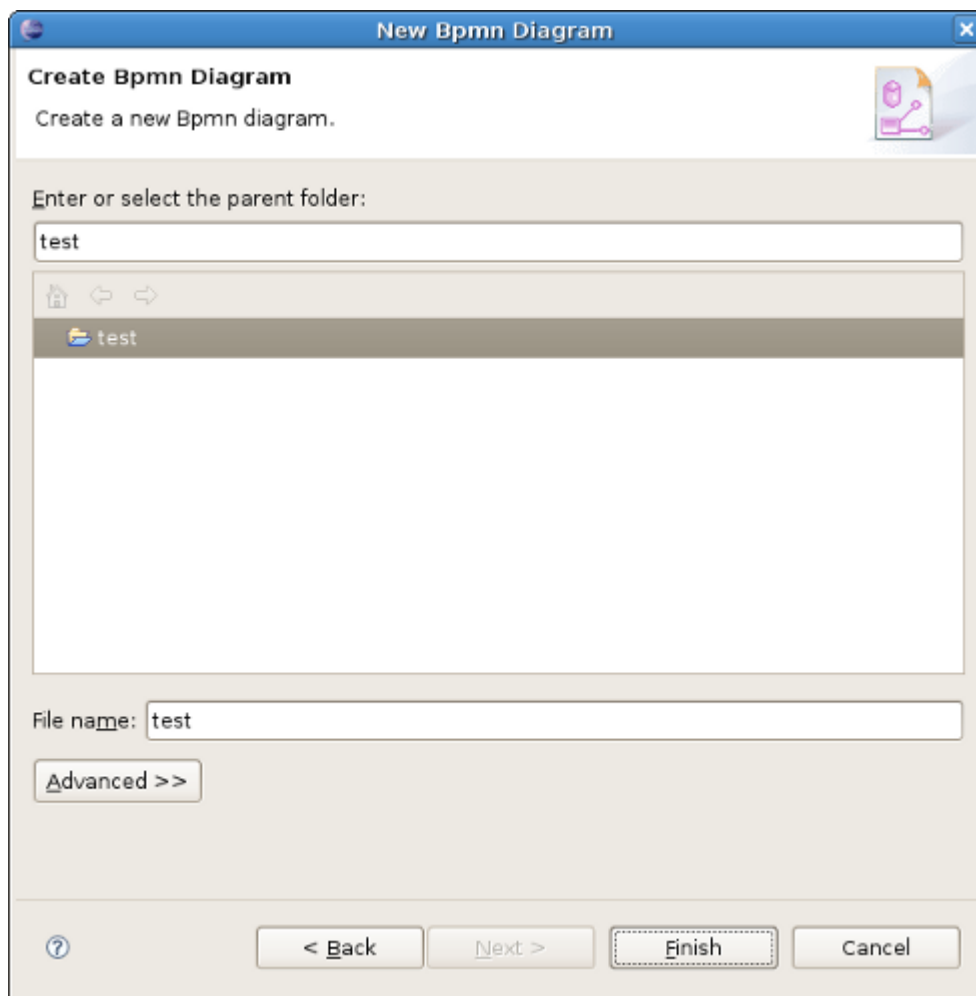 New Bpmn Diagram
Create Bpmn Diagram
Create a new Bpmn diagram.
Enter or select the parent folder:
test
test
File name: test
Advanced >>
? < Back Next > Finish Cancel